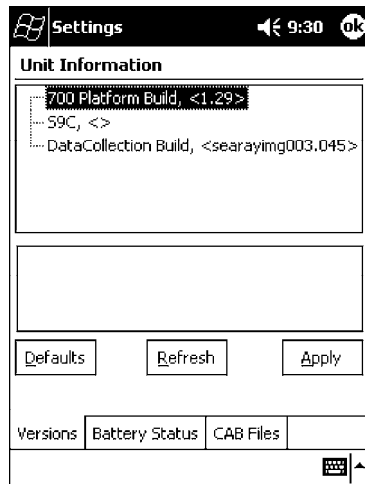 Settings 9:30 ok
Unit Information
700 Platform Build, <1.29>
S9C, <>
DataCollection Build, <searayimg003.045>
Defaults Refresh Apply
Versions Battery Status CAB Files